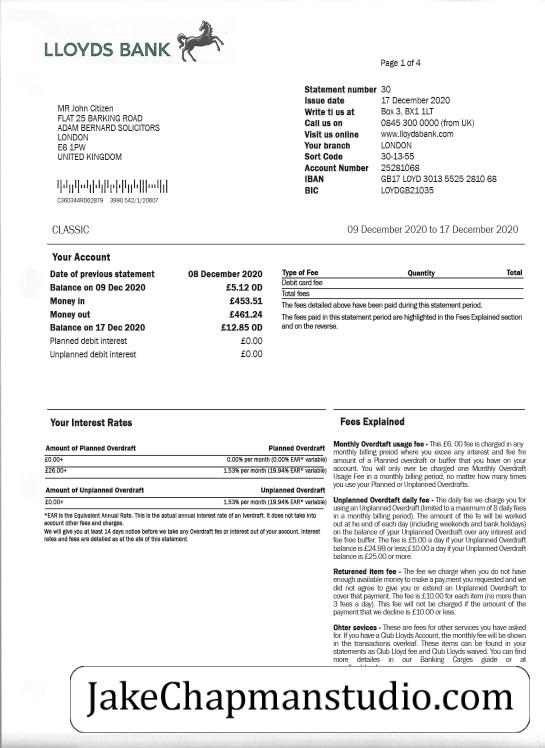 LLOYDS BANK
Page 1 of 4
Statement number 30
Issue date 17 December 2020
Write ti us at Box 3, BX1 1LT
Call us on 0845 300 0000 (from UK)
Visit us online www.lloydsbank.com
Your branch LONDON
Sort Code 30-13-55
Account Number 25281068
IBAN GB17 LOYD 3013 5525 2810 68
BIC LOYDGB21035
MR John Citizen
FLAT 25 BARKING ROAD
ADAM BERNARD SOLICITORS
LONDON
E6 1PW
UNITED KINGDOM
C360344RD62879 3990 542/1/20607
CLASSIC 09 December 2020 to 17 December 2020
Your Account
Date of previous statement 08 December 2020
Balance on 09 Dec 2020 £5.12 OD
Money in £453.51
Money out £461.24
Balance on 17 Dec 2020 £12.85 OD
Planned debit interest £0.00
Unplanned debit interest £0.00
Type of Fee Quantity Total
Debit card fee
Total fees
The fees detailed above have been paid during this statement period.
The fees paid in this statement period are highlighted in the Fees Explained section
and on the reverse.
Your Interest Rates
Amount of Planned Overdraft Planned Overdraft
£0.00+ 0.00% per month (0.00% EAR* variable)
£26.00+ 1.53% per month (19.94% EAR* variable)
Amount of Unplanned Overdraft Unplanned Overdraft
£0.00+ 1.53% per month (19.94% EAR* variable)
*EAR is the Equivalent Annual Rate. This is the actual annual interest rate of an Iverdraft. It does not take into
account other fees and charges.
We will give you at least 14 days notice before we take any Overdraft fes or interest out of your account. Interest
rates and fees are detailed as at the sle of this statement.
Fees Explained
Monthly Overdtaft usage fee - This £6. 00 fee is charged in any
monthly billing preiod where you excee any interest and fee fre
amount of a Planned overdraft or buffer that you have on your
account. You will only ever be charged one Monthly Overdraft
Usage Fee in a monthly biling period, no matter how many times
you use your Planned or Unplanned Overdrafts.
Unplanned Overdtaft daily fee - The daily fee we charge you for
using an Unplanned Overdraft (limited to a maximum of 8 daily fees
in a monthly billing period). The amount of the fe will be worked
out at he end of each day (including weekends and bank holidays)
on the balance of ypur Unplanned Overdraft over any interest and
fee free buffer. The fee is £5.00 a day if your Unplanned Overdraft
balance is £24.99 or less;£10.00 a day if your Unplanned Overdraft
balance is £25.00 or more.
Returened item fee - The fee we charge when you do not have
enough available money to make a pay,ment you requested and we
did not agree to give you or extend an Unplanned Overdraft to
cover that payment. The fee is £10.00 for each item (no more than
3 fees a day). This fee will not be charged if the amount of the
payment that we decline is £10.00 or less.
Ohter sevices - These are fees for other services you have asked
for. If you have a Club Lloyds Account, the monthly fee will be shown
in the transactions overleaf. These items can be found in your
statements as Club Lloyd fee and Club Lloyds waived. You can find
more detailes in our Banking Carges guide or at
JakeChapmanstudio.com